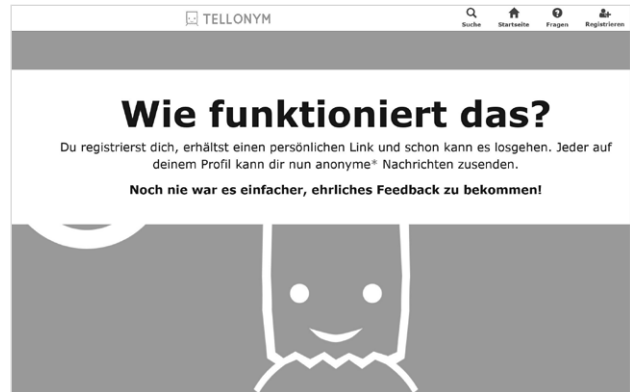 TELLONYM
Suche Startseite Fragen Registrieren
Wie funktioniert das?
Du registrierst dich, erhältst einen persönlichen Link und schon kann es losgehen. Jeder auf
deinem Profil kann dir nun anonyme* Nachrichten zusenden.
Noch nie war es einfacher, ehrliches Feedback zu bekommen!